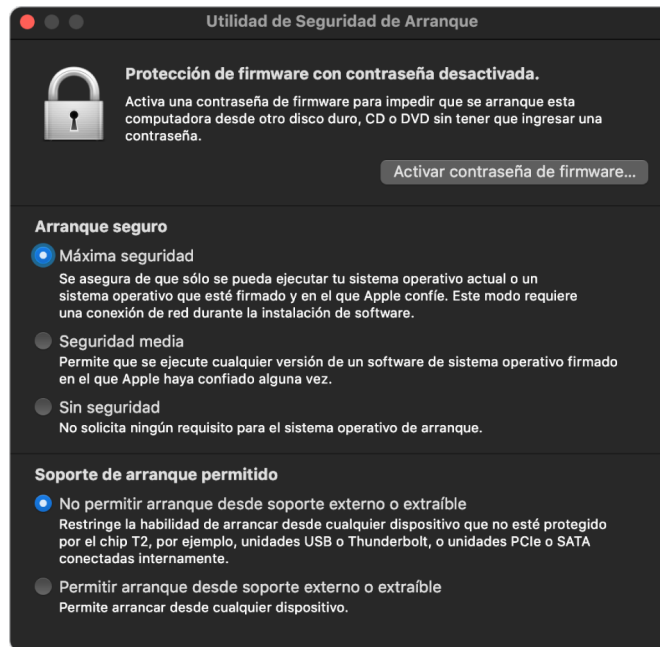 Utilidad de Seguridad de Arranque
Protección de firmware con contraseña desactivada.
Activa una contraseña de firmware para impedir que se arranque esta
computadora desde otro disco duro, CD o DVD sin tener que ingresar una
contraseña.
Activar contraseña de firmware...
Arranque seguro
Máxima seguridad
Se asegura de que sólo se pueda ejecutar tu sistema operativo actual o un
sistema operativo que esté firmado y en el que Apple confíe. Este modo requiere
una conexión de red durante la instalación de software.
Seguridad media
Permite que se ejecute cualquier versión de un software de sistema operativo firmado
en el que Apple haya confiado alguna vez.
Sin seguridad
No solicita ningún requisito para el sistema operativo de arranque.
Soporte de arranque permitido
No permitir arranque desde soporte externo o extraíble
Restringe la habilidad de arrancar desde cualquier dispositivo que no esté protegido
por el chip T2, por ejemplo, unidades USB o Thunderbolt, o unidades PCIe o SATA
conectadas internamente.
Permitir arranque desde soporte externo o extraíble
Permite arrancar desde cualquier dispositivo.